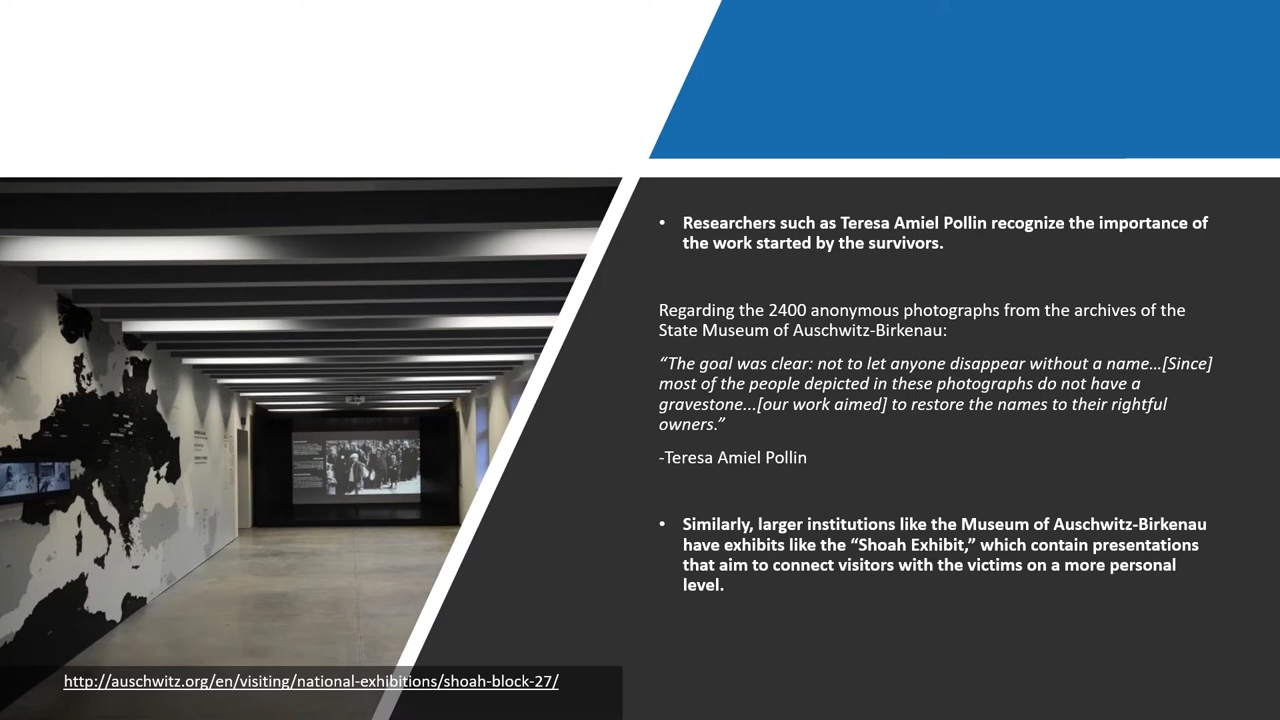 • Researchers such as Teresa Amiel Pollin recognize the importance of
the work started by the survivors.
Regarding the 2400 anonymous photographs from the archives of the
State Museum of Auschwitz-Birkenau:
“The goal was clear: not to let anyone disappear without a name…[Since]
most of the people depicted in these photographs do not have a
gravestone...[our work aimed] to restore the names to their rightful
owners.”
-Teresa Amiel Pollin
• Similarly, larger institutions like the Museum of Auschwitz-Birkenau
have exhibits like the “Shoah Exhibit,” which contain presentations
that aim to connect visitors with the victims on a more personal
level.
http://auschwitz.org/en/visiting/national-exhibitions/shoah-block-27/